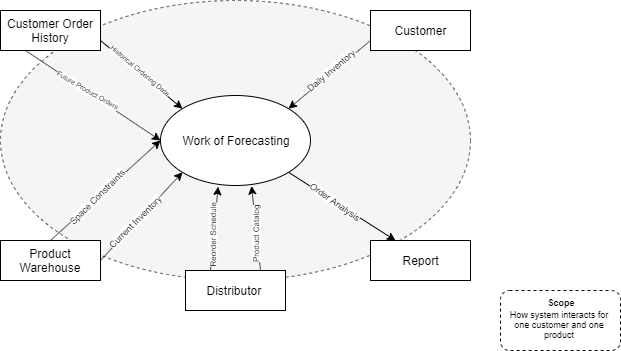 Customer Order
History
Customer
Historical Ordering Data
Daily Inventory
Future Product Orders
Work of Forecasting
Space Constraints
Current Inventory
Reorder Schedule
Product Catalog
Order Analysis
Product
Warehouse
Report
Distributor
Scope
How system interacts for
one customer and one
product